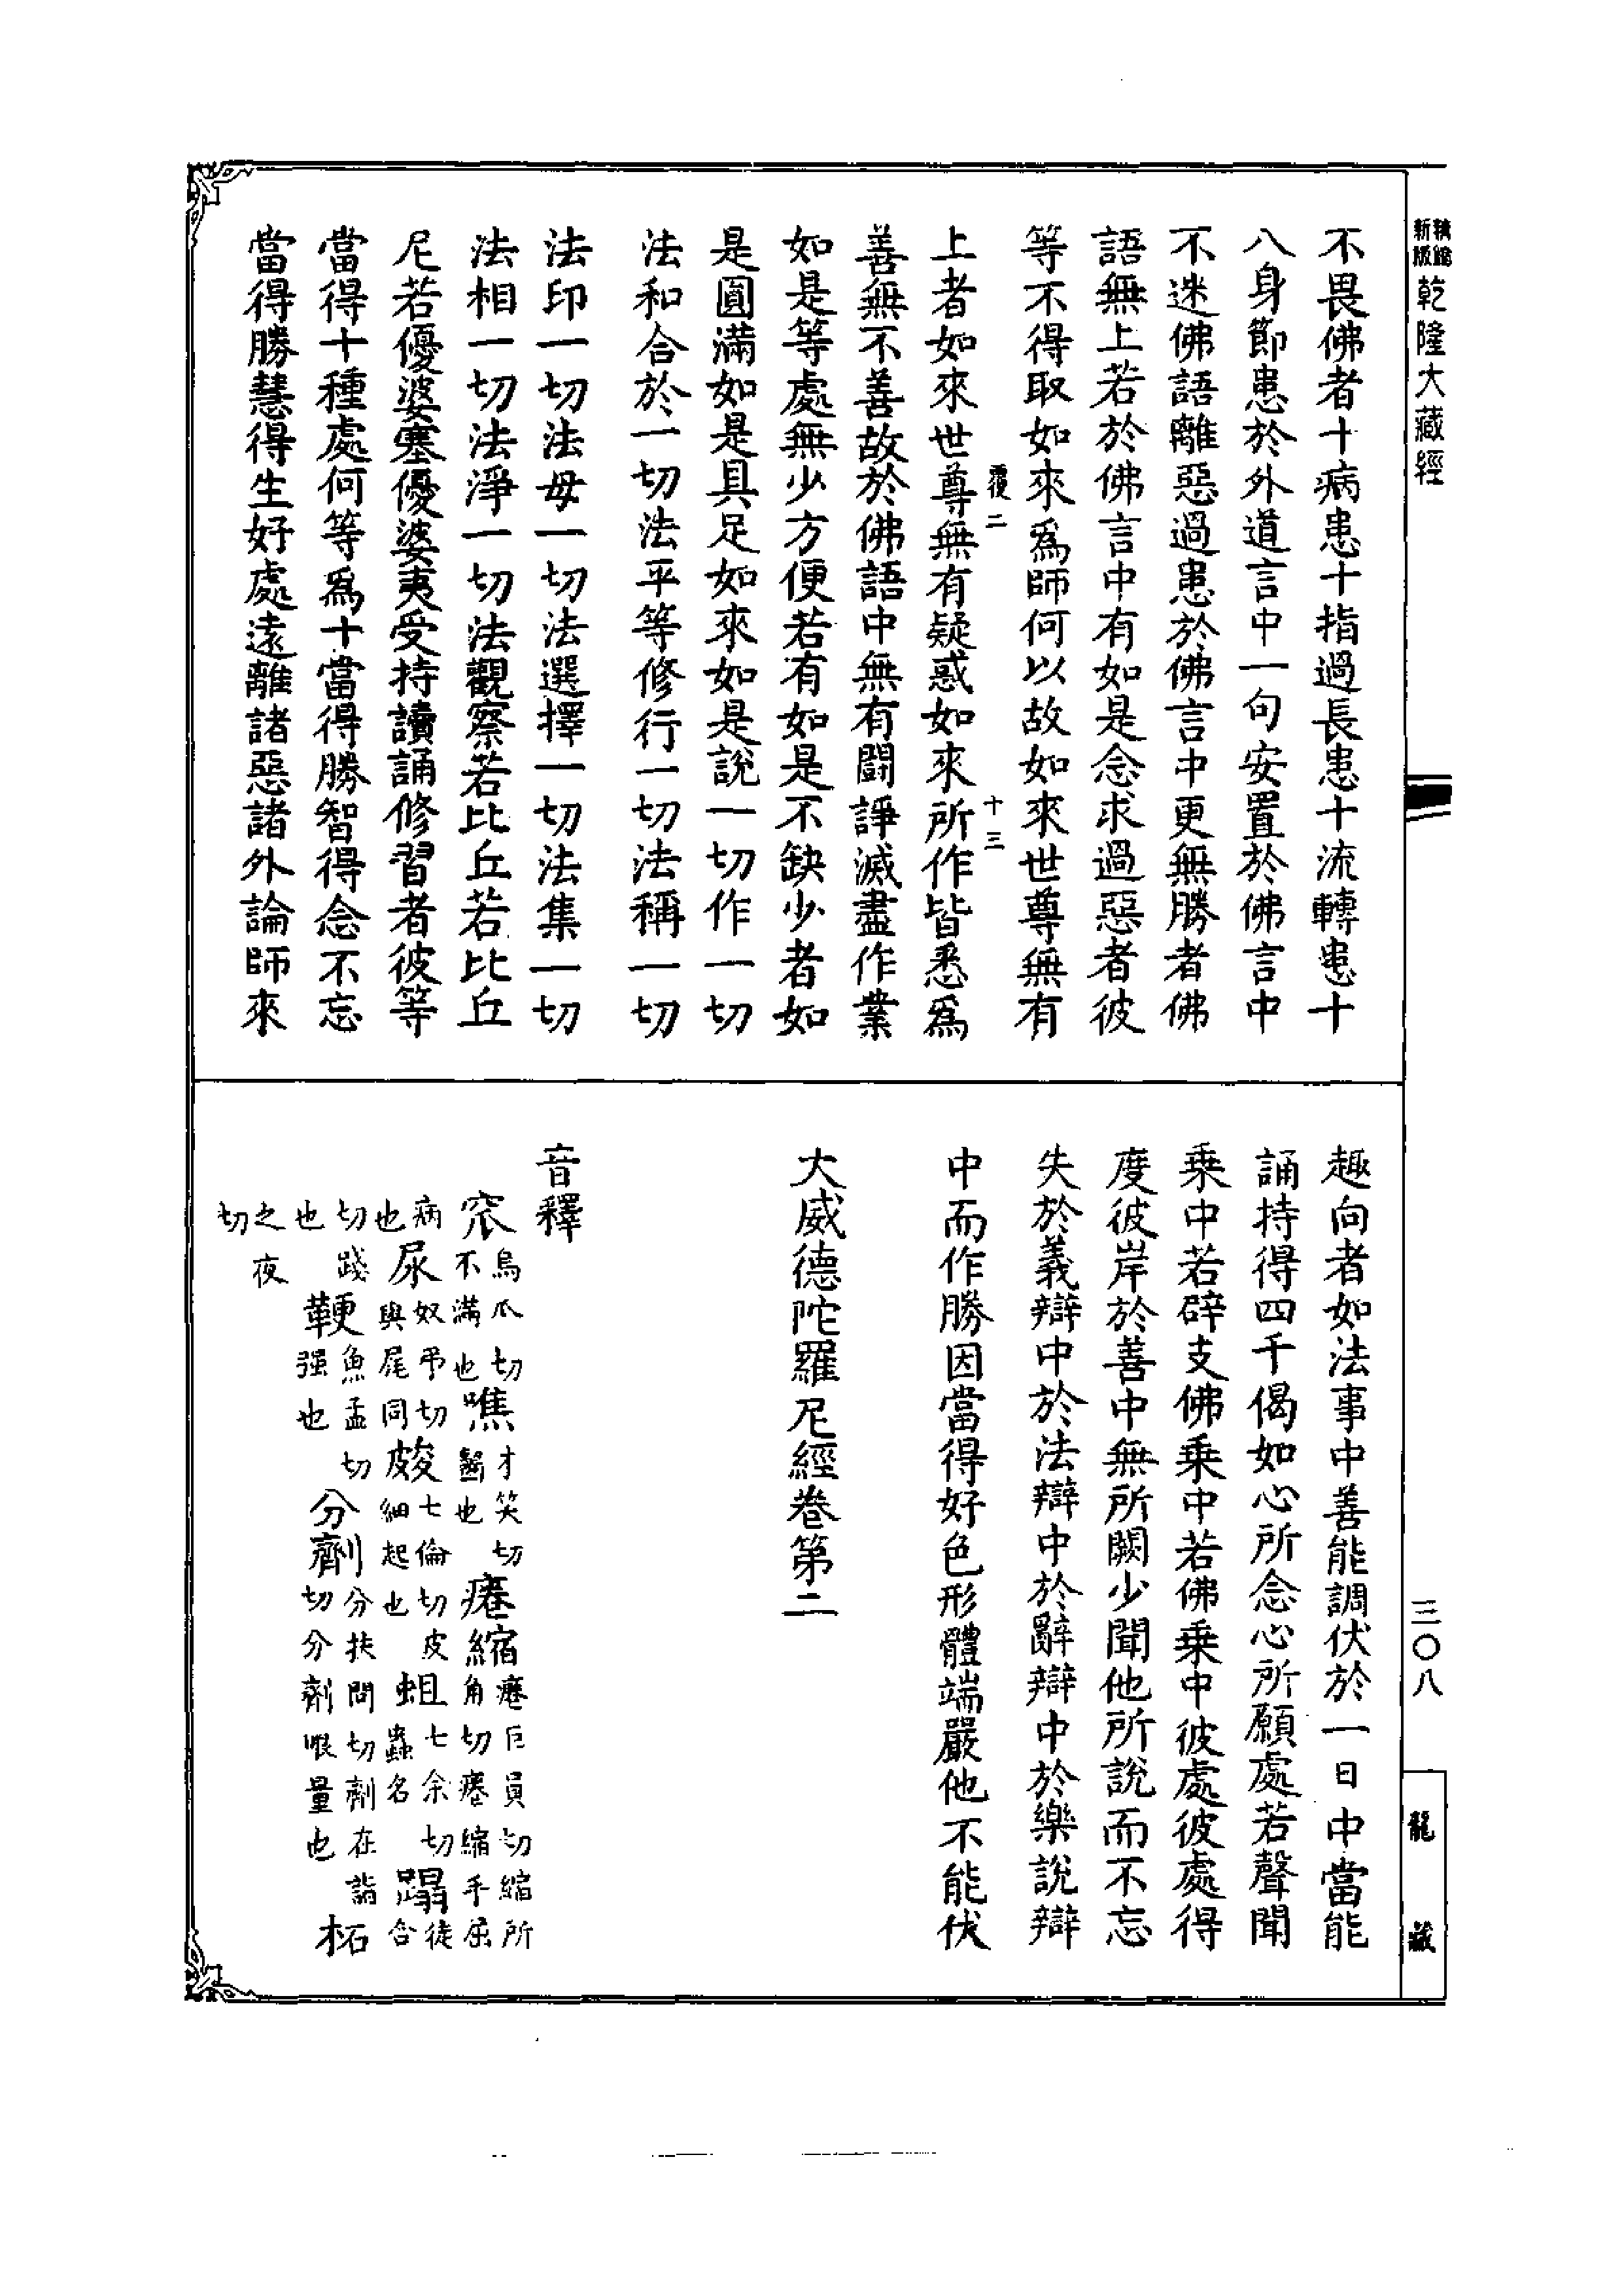 新版
乾隆大藏經
不畏佛者十病患十指過長患十流轉患十
八身節患於外道言中一句安置於佛言中
不迷佛語離惡過患於佛言中更無勝者佛
語無上若於佛言中有如是念求過惡者彼
等不得取如來爲師何以故如來世尊無有
二 十三
上者如來世尊無有疑惑如來所作皆悉爲
善無不善故於佛語中無有鬪諍滅盡作業
如是等處無少方便若有如是不缺少者如
是圓滿如是具足如來如是說一切作一切
法和合於一切法平等修行一切法稱一切
法印一切法毋一切法選擇一切法集一切
法相一切法淨一切法觀察若比丘若比丘
尼若優婆塞優婆夷受持讀誦修習者彼等
當得十種處何等爲十當得勝智得念不忘
當得勝慧得生好處遠離諸惡諸外論師來
三〇八
龍藏
趣向者如法事中善能調伏於一日中當能
誦持得四千偈如心所念心所願處若聲聞
乘中若辟支佛乘中若佛乘中彼處彼處得
度彼岸於善中無所闕少聞他所說而不忘
失於義辯中於法辯中於辭辯中於樂說辯
中而作勝因當得好色形體端嚴他不能伏
大威德陀羅尼經卷第二
音釋
窊烏瓜切不滿也噍才笑切齧也癃縮癃巨員切縮所角切癃縮手屈
病也尿奴弔切與尾同皴七倫切皮細起也蛆七余切蟲名蹋徒合
切踐也鞕魚孟切强也分劑分扶問切劑在詣切分劑限量也柘
之夜切